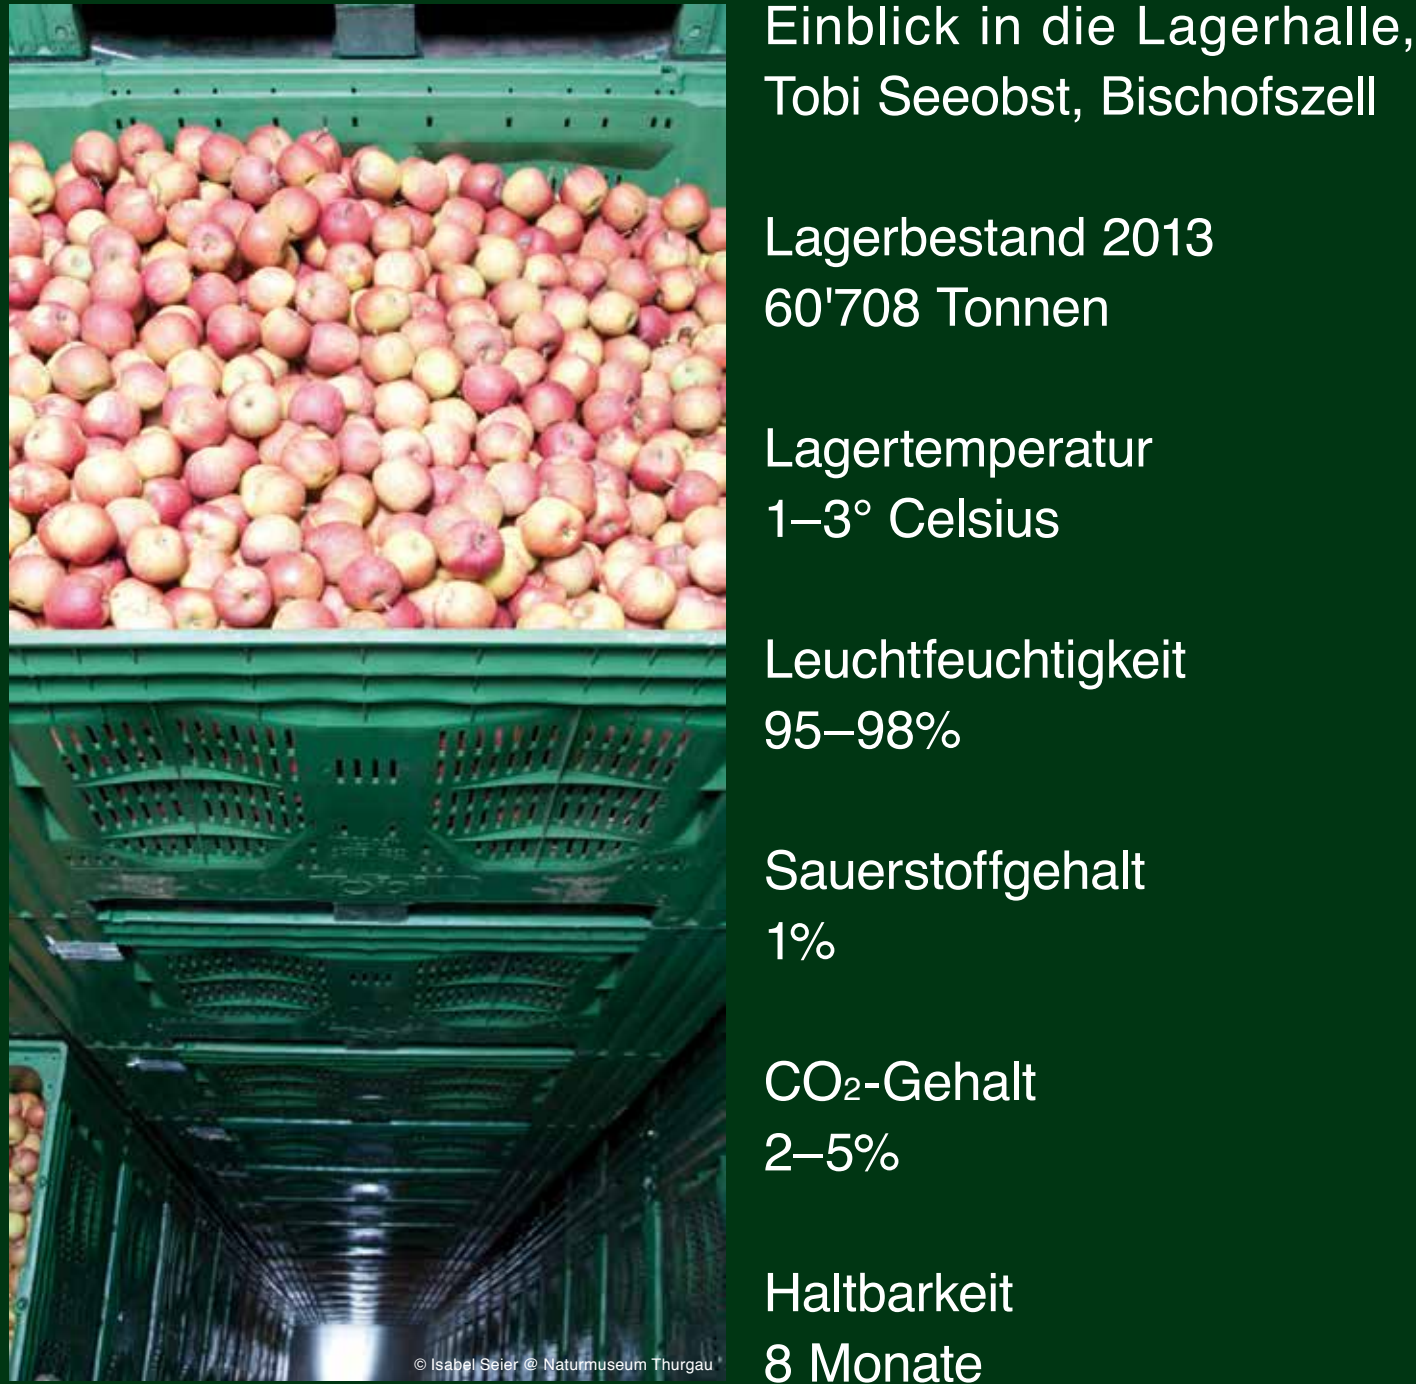 Einblick in die Lagerhalle,
Tobi Seeobst, Bischofszell
Lagerbestand 2013
60'708 Tonnen
Lagertemperatur
1–3° Celsius
Leuchtfeuchtigkeit
95–98%
Sauerstoffgehalt
1%
CO2-Gehalt
2–5%
Haltbarkeit
8 Monate
© Isabel Seier @ Naturmuseum Thurgau